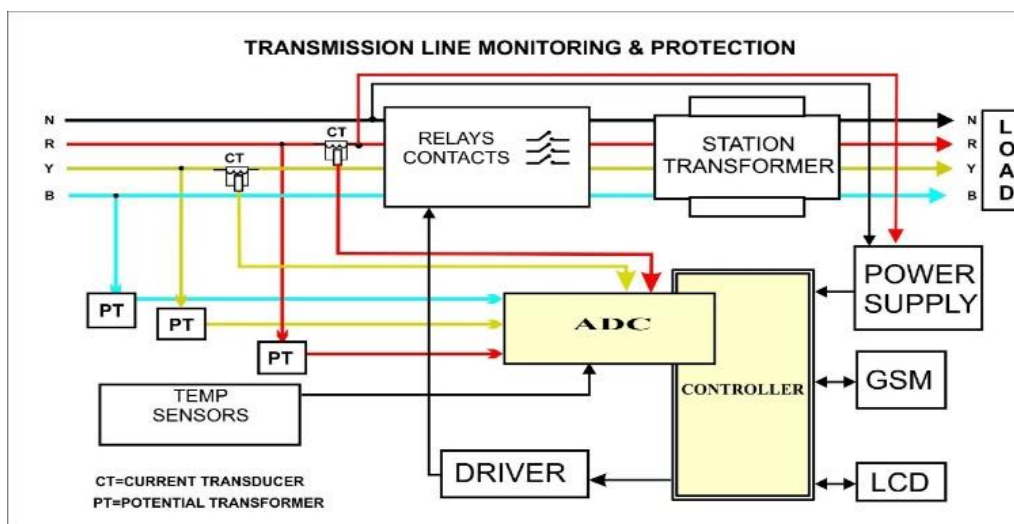 TRANSMISSION LINE MONITORING & PROTECTION
N
R
Y
B
CT
CT
RELAYS
CONTACTS
STATION
TRANSFORMER
N
R
Y
B
LOAD
PT
PT
PT
ADC
POWER
SUPPLY
CONTROLLER
GSM
TEMP
SENSORS
DRIVER
LCD
CT=CURRENT TRANSDUCER
PT=POTENTIAL TRANSFORMER